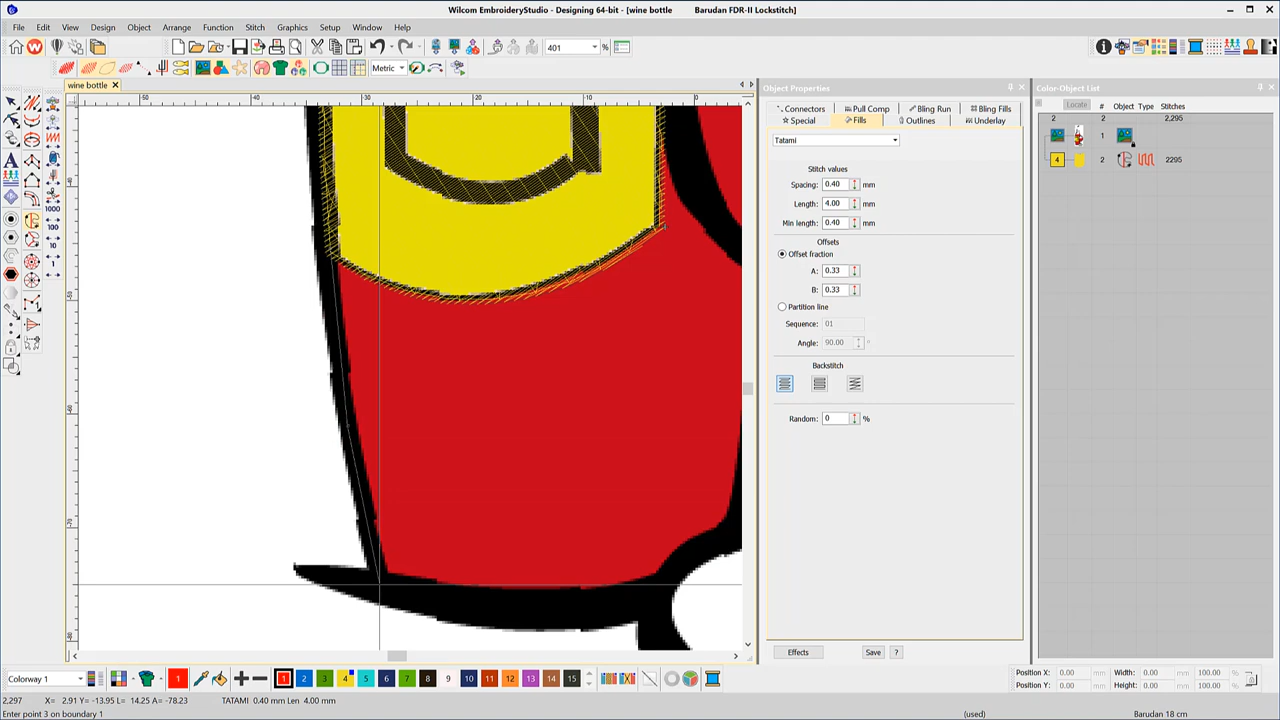 Wilcom EmbroideryStudio - Designing 64-bit - [wine bottle    Barudan FDR-II Lockstitch]
File Edit View Design Object Arrange Function Stitch Graphics Setup Window Help
401 %
Metric
wine bottle
Object Properties
Connectors Pull Comp Bling Run Bling Fills
Special Fills Outlines Underlay
Tatami
Stitch values
Spacing: 0.40 mm
Length: 4.00 mm
Min length: 0.40 mm
Offsets
Offset fraction
A: 0.33
B: 0.33
Partition line
Sequence: 01
Angle: 90.00 °
Backstitch
Random: 0 %
Effects Save ?
Color-Object List
Locate # Object Type Stitches
2 2 2,295
1
4 2 2295
50 40 30 20 10 0
Colorway 1
1 1 2 3 4 5 6 7 8 9 10 11 12 13 14 15
Position X: 0.00 Width: 0.00 100.00 %
Position Y: 0.00 Height: 0.00 100.00 %
2.297 X= 2.91 Y=-13.95 L= 14.25 A= -78.23 TATAMI 0.40 mm Len 4.00 mm
Enter point 3 on boundary 1 (used) Barudan 18 cm